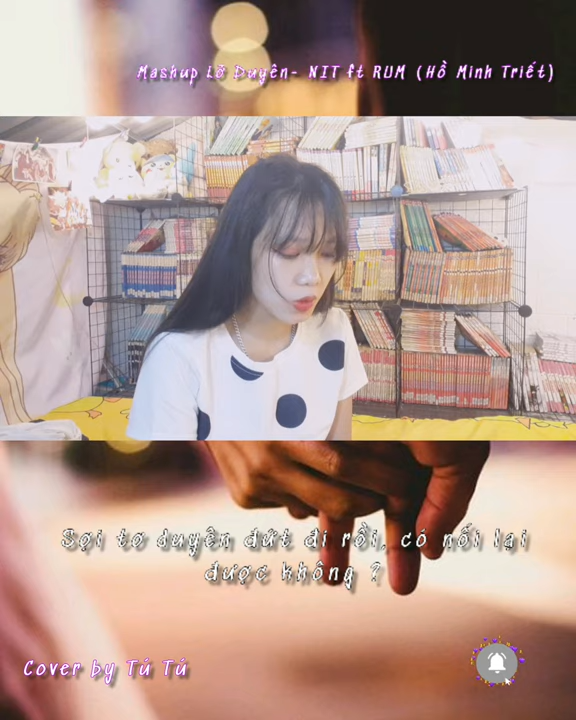 Mashup Lỡ Duyên- NIT ft RUM (Hồ Minh Triết)
Sợi tơ duyên đứt đi rồi, có nối lại
được không ?
Cover by Tú Tú